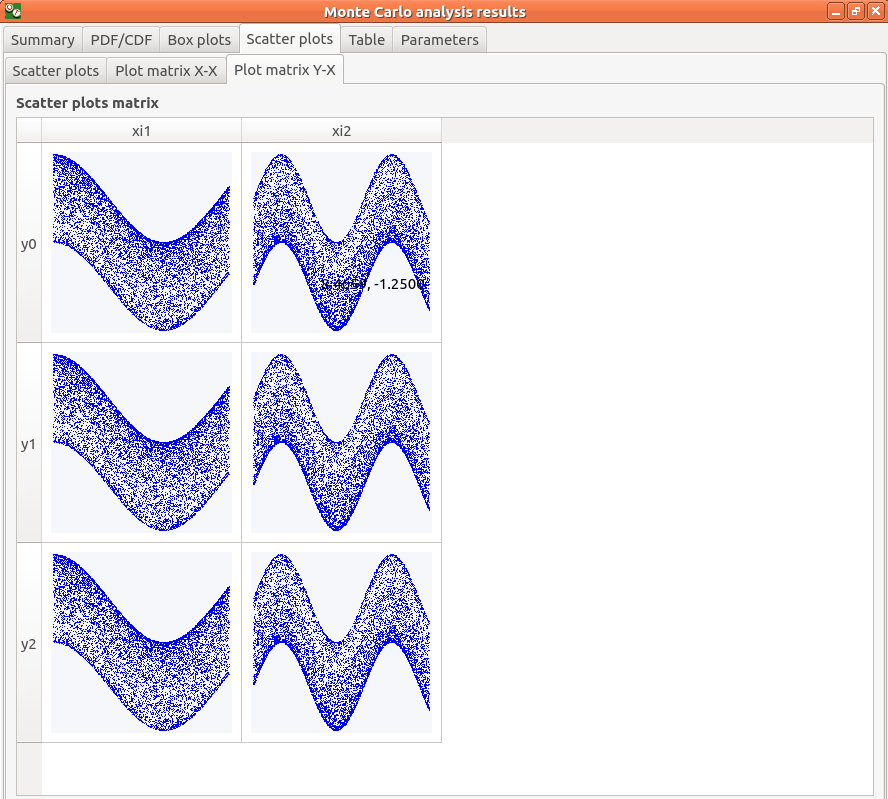 Monte Carlo analysis results
Summary PDF/CDF Box plots Scatter plots Table Parameters
Scatter plots Plot matrix X-X Plot matrix Y-X
Scatter plots matrix
xi1 xi2
y0
-1.2500
y1
y2